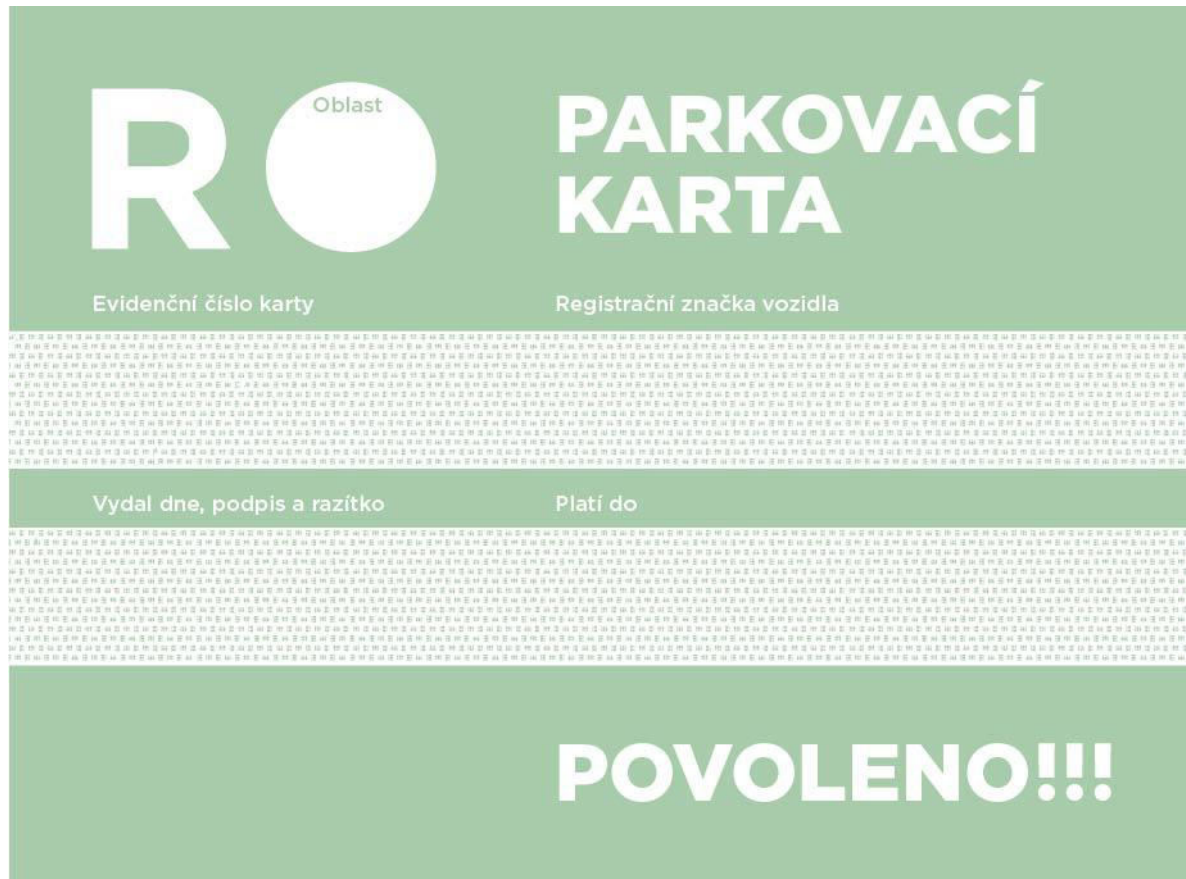 R
Oblast
PARKOVACÍ
KARTA
Evidenční číslo karty
Registrační značka vozidla
Vydal dne, podpis a razítko
Platí do
POVOLENO!!!